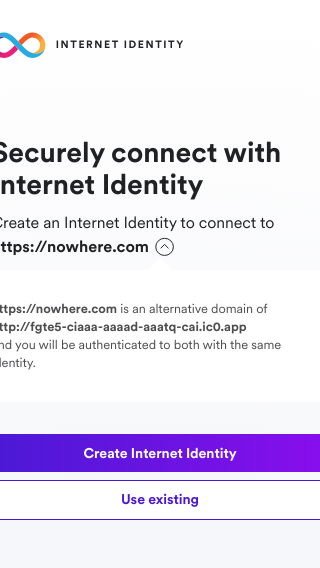 INTERNET IDENTITY
Securely connect with
Internet Identity
Create an Internet Identity to connect to
ttps://nowhere.com
ttps://nowhere.com is an alternative domain of
ttp://fgte5-ciaaa-aaaad-aaatq-cai.ic0.app
nd you will be authenticated to both with the same
dentity.
Create Internet Identity
Use existing